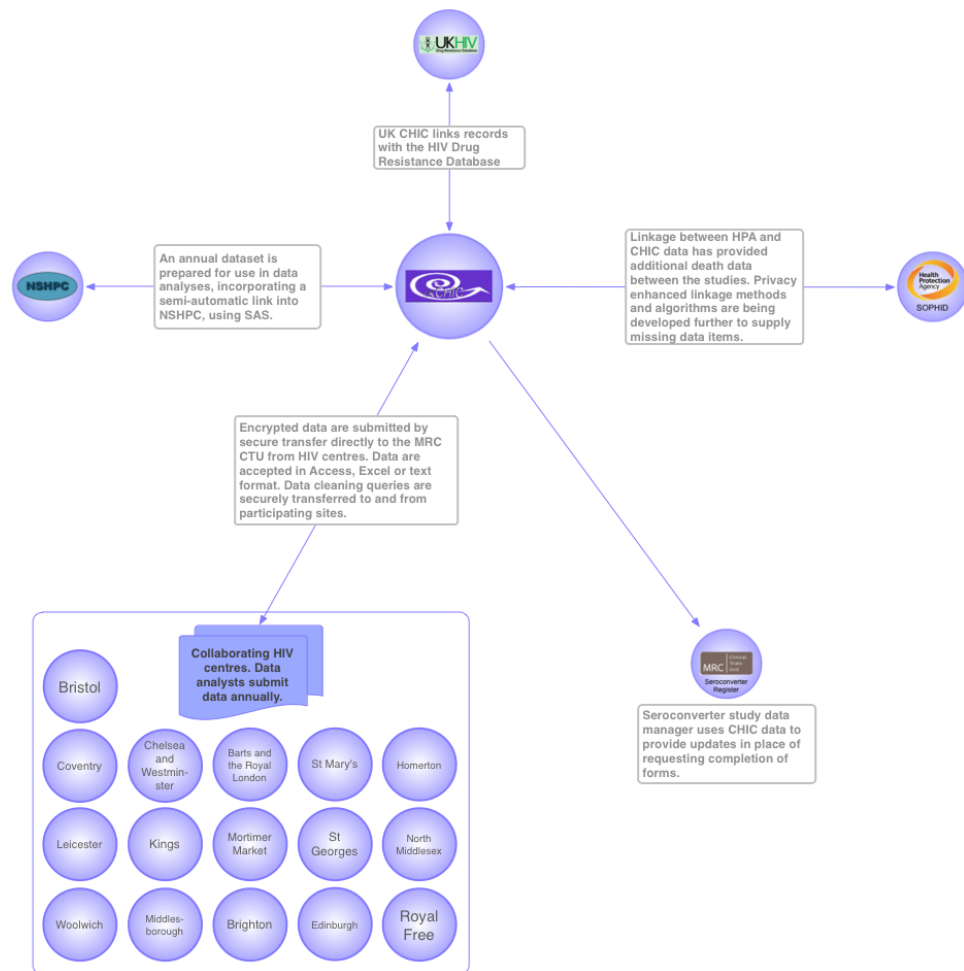 UKHIV
Drug Resistance Database
UK CHIC links records
with the HIV Drug
Resistance Database
An annual dataset is
prepared for use in data
analyses, incorporating a
semi-automatic link into
NSHPC, using SAS.
NSHPC
CHIC
Linkage between HPA and
CHIC data has provided
additional death data
between the studies. Privacy
enhanced linkage methods
and algorithms are being
developed further to supply
missing data items.
Health
Protection
Agency
SOPHID
Encrypted data are submitted by
secure transfer directly to the MRC
CTU from HIV centres. Data are
accepted in Access, Excel or text
format. Data cleaning queries are
securely transferred to and from
participating sites.
Collaborating HIV
centres. Data
analysts submit
data annually.
Bristol
Coventry
Chelsea
and
Westmin-
ster
Barts and
the Royal
London
St Mary's
Homerton
Leicester
Kings
Mortimer
Market
St
Georges
North
Middlesex
Woolwich
Middles-
borough
Brighton
Edinburgh
Royal
Free
MRC
Clinical
Trials
Unit
Seroconverter
Register
Seroconverter study data
manager uses CHIC data to
provide updates in place of
requesting completion of
forms.